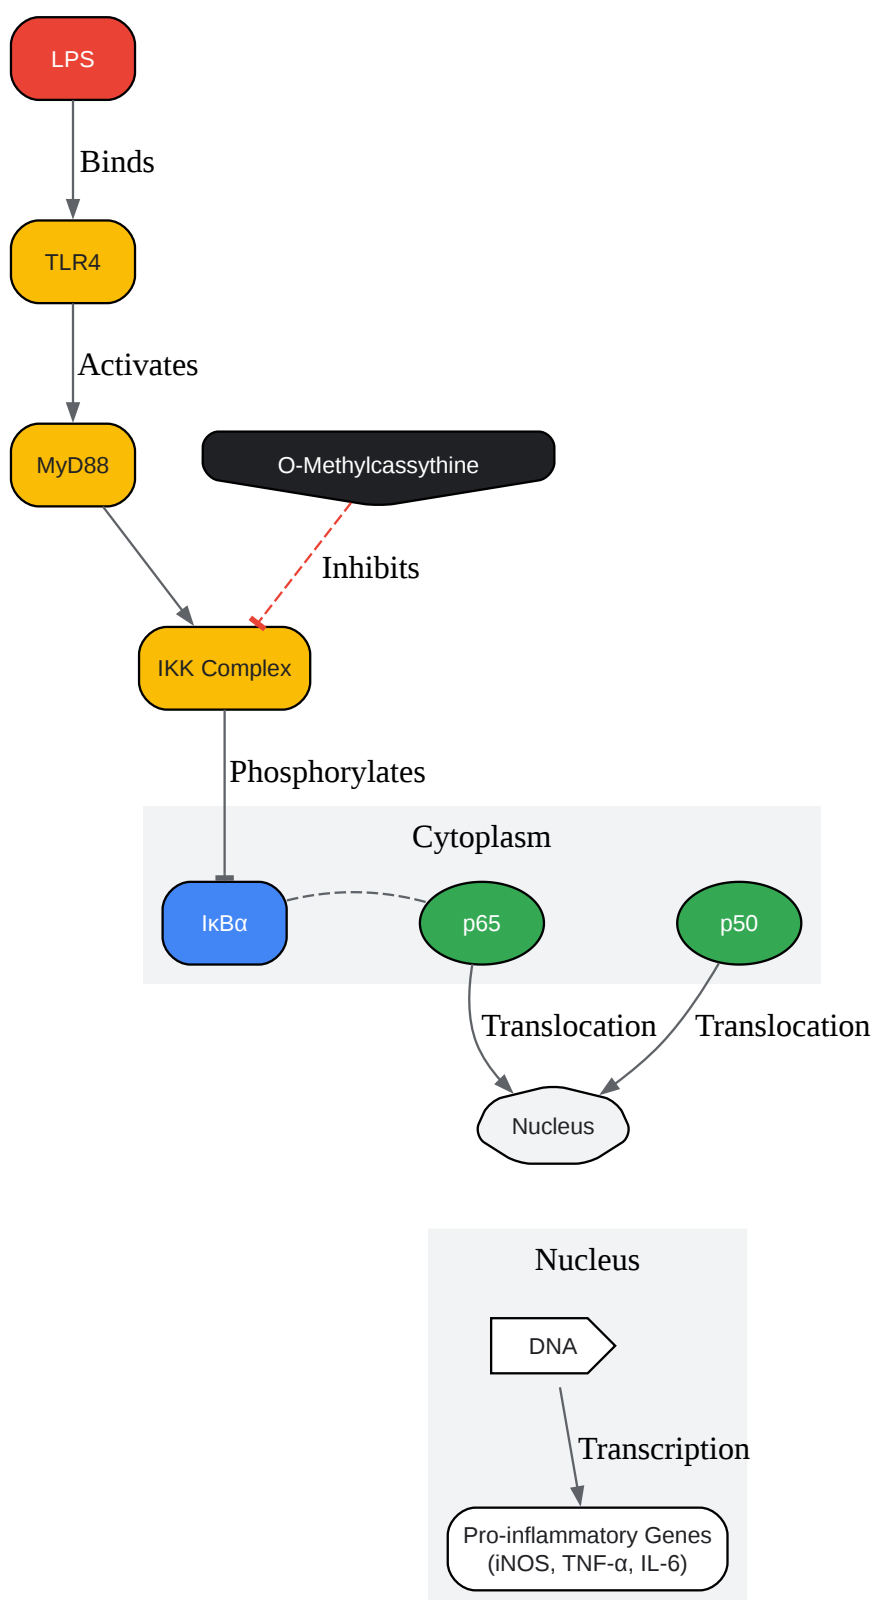 LPS
Binds
TLR4
Activates
MyD88
O-Methylcassythine
Inhibits
IKK Complex
Phosphorylates
Cytoplasm
IκBα
p65
p50
Translocation
Translocation
Nucleus
Nucleus
DNA
Transcription
Pro-inflammatory Genes
(iNOS, TNF-α, IL-6)